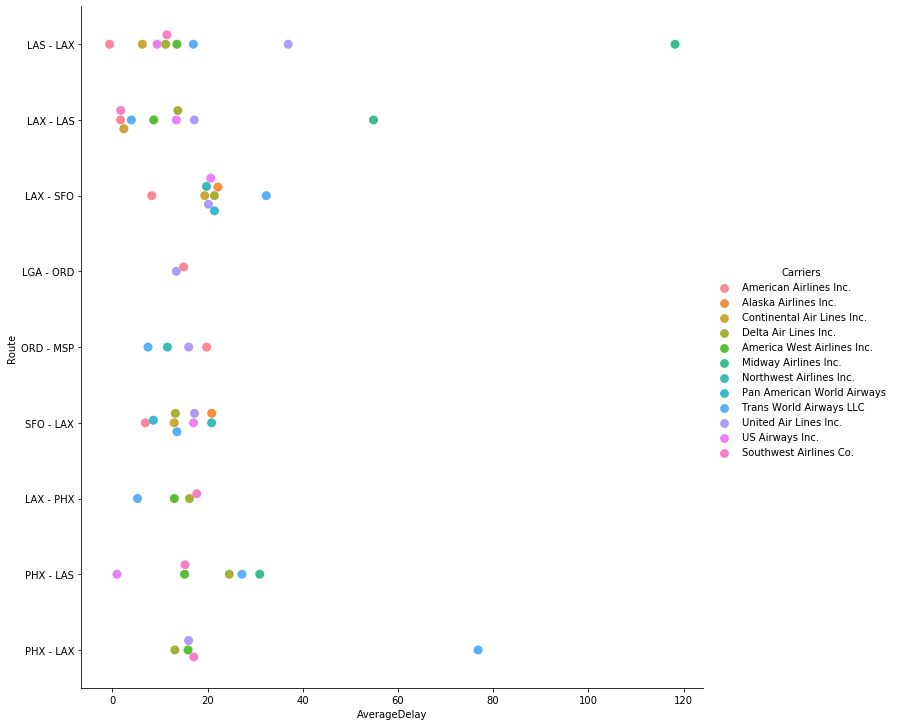 LAS - LAX
LAX - LAS
LAX - SFO
LGA - ORD
ORD - MSP
SFO - LAX
LAX - PHX
PHX - LAS
PHX - LAX
Route
0 20 40 60 80 100 120
AverageDelay
Carriers
American Airlines Inc.
Alaska Airlines Inc.
Continental Air Lines Inc.
Delta Air Lines Inc.
America West Airlines Inc.
Midway Airlines Inc.
Northwest Airlines Inc.
Pan American World Airways
Trans World Airways LLC
United Air Lines Inc.
US Airways Inc.
Southwest Airlines Co.